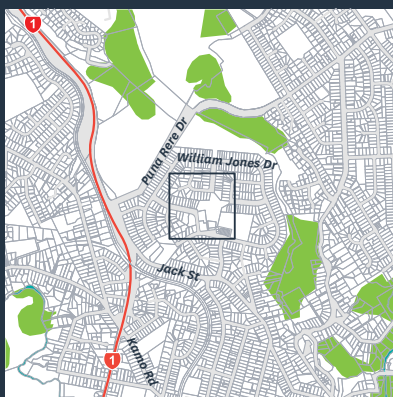 1
Puna Rere Dr
William Jones Dr
Jack St
Kamo Rd
1